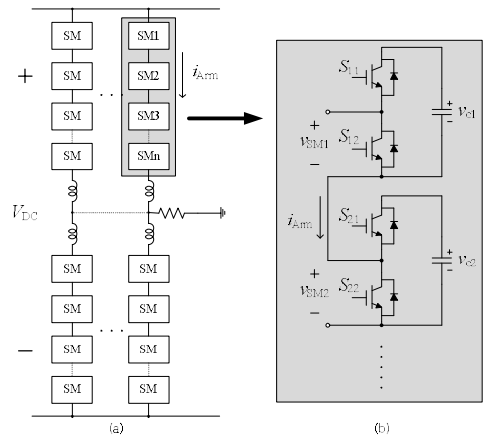 SM SM1
SM SM2
SM SM3
SM SMn
+
. . .
iArm
VDC
SM SM
SM SM
SM SM
SM SM
−
. . .
(a)
S11
+
vc1
−
+
vSM1
−
S12
iArm
S21
+
vc2
−
+
vSM2
−
S22
(b)